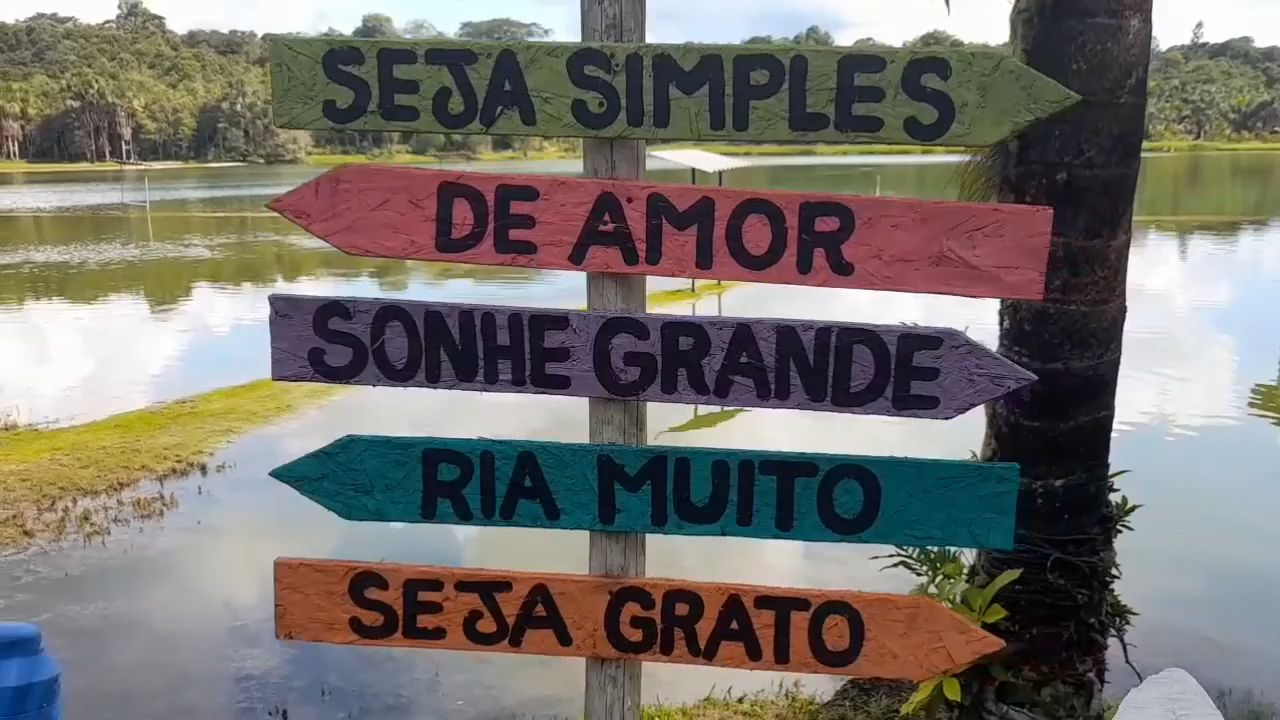 SEJA SIMPLES
DE AMOR
SONHE GRANDE
RIA MUITO
SEJA GRATO